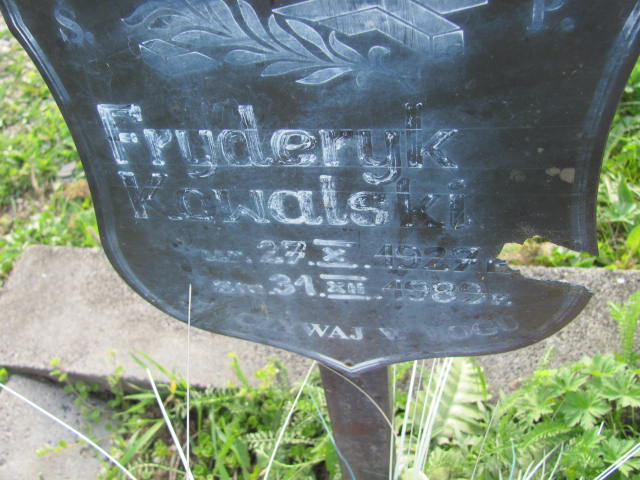 Ś. P.
Fryderyk
Kowalski
ur. 27. X. 1927 r.
zm. 31. XII. 1989 r.